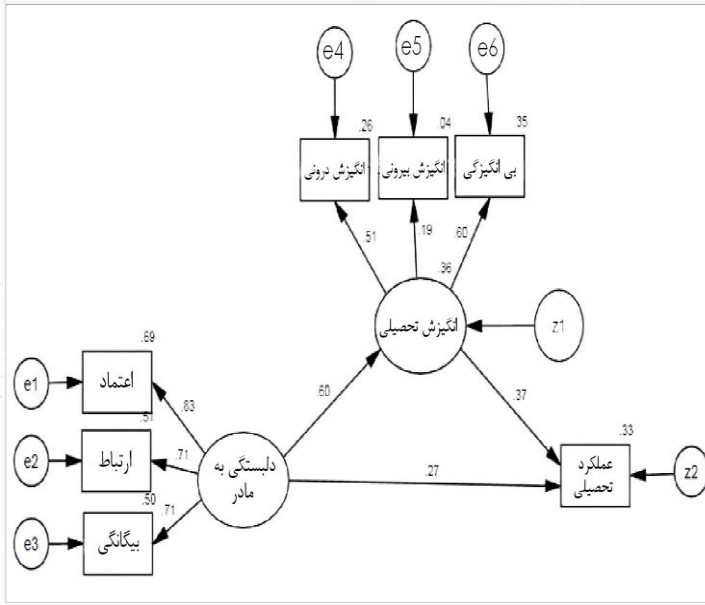 e4
e5
e6
.26
.04
.35
انگیزش درونی
انگیزش بیرونی
بی انگیزگی
.51
.19
.60
.36
انگیزش تحصیلی
z1
.69
e1
اعتماد
.83
.60
.37
.51
e2
ارتباط
.71
دلبستگی به
مادر
.27
.33
عملکرد
تحصیلی
z2
.50
.71
e3
بیگانگی